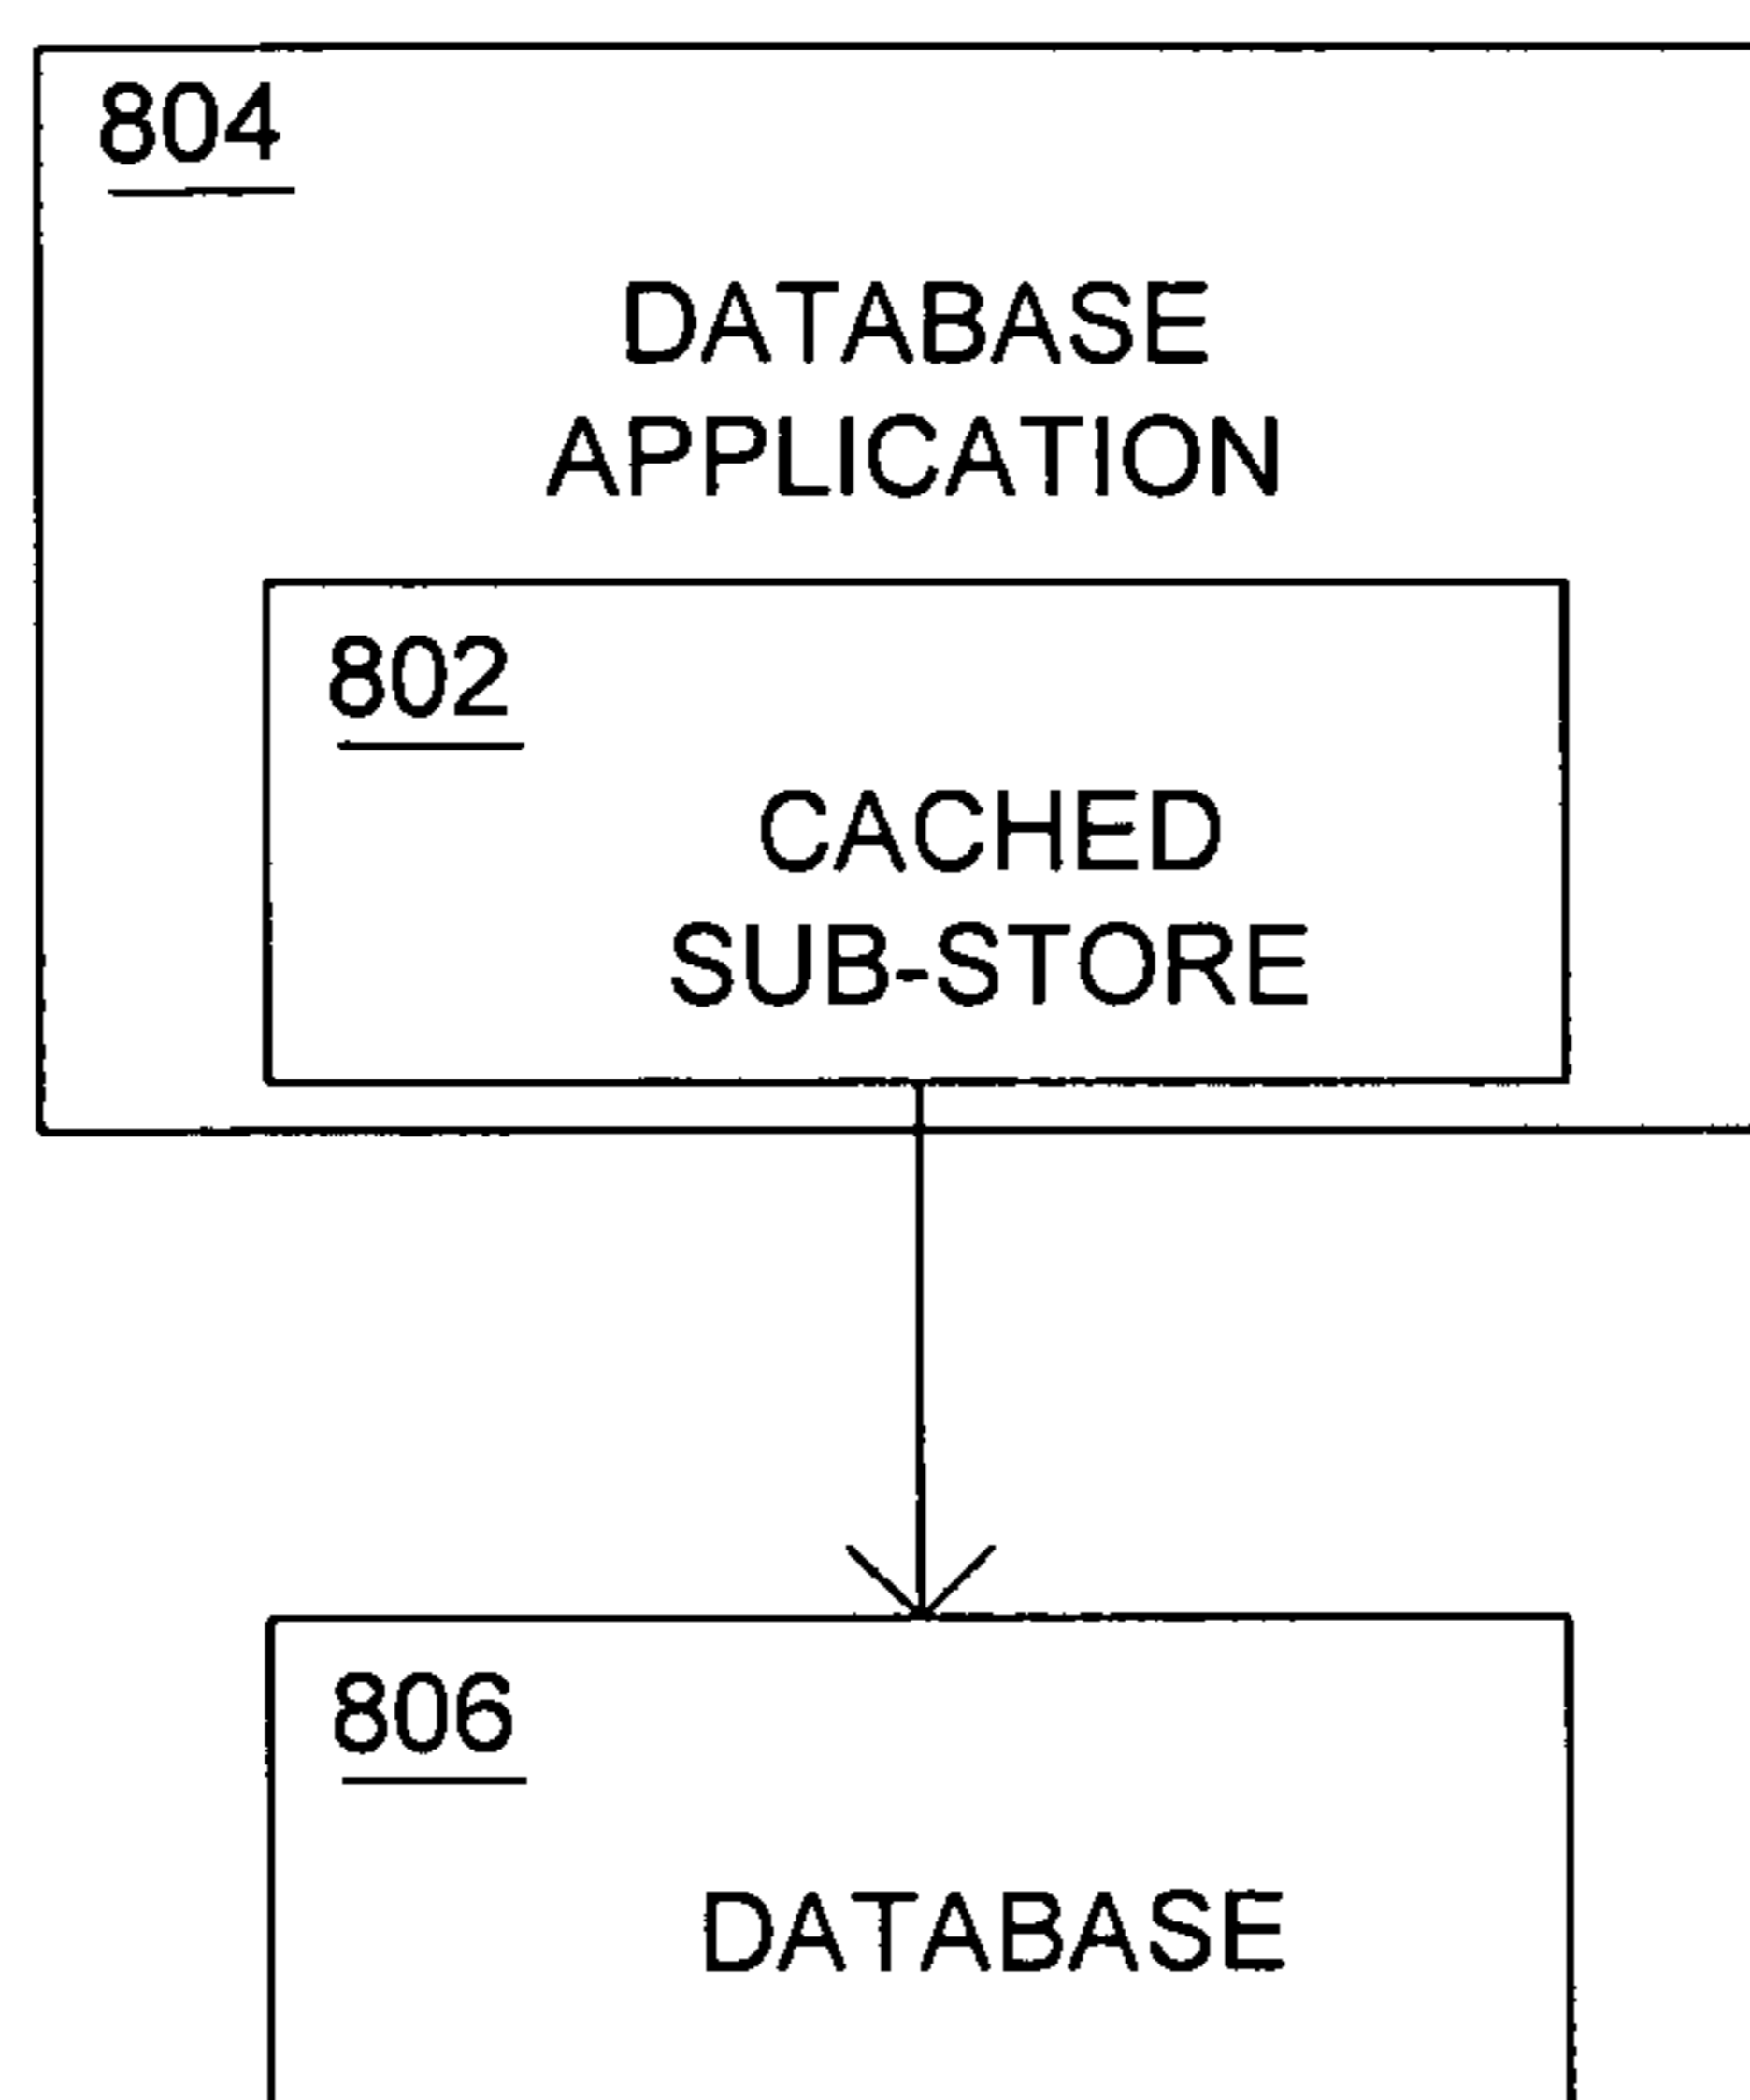 804
DATABASE
APPLICATION
802
CACHED
SUB-STORE
806
DATABASE